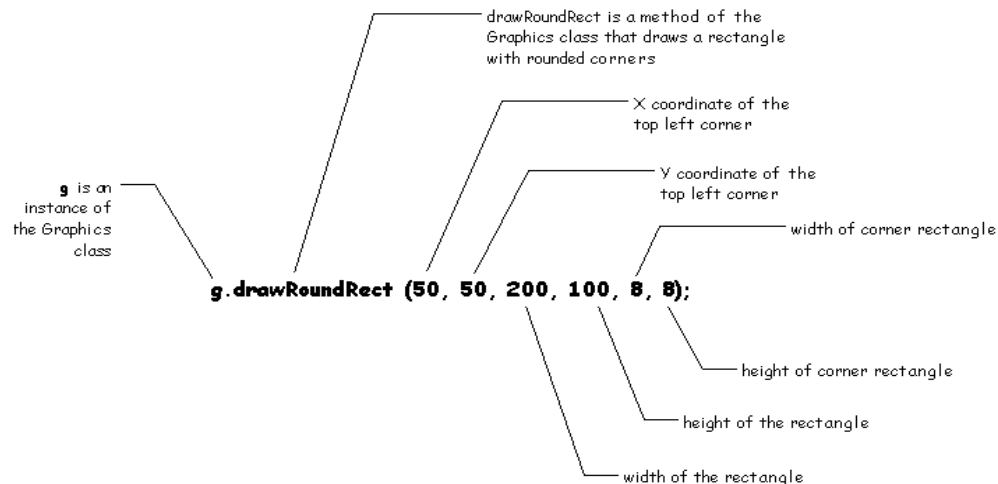 drawRoundRect is a method of the
Graphics class that draws a rectangle
with rounded corners
X coordinate of the
top left corner
Y coordinate of the
top left corner
g is an
instance of
the Graphics
class
width of corner rectangle
g.drawRoundRect (50, 50, 200, 100, 8, 8);
height of corner rectangle
height of the rectangle
width of the rectangle